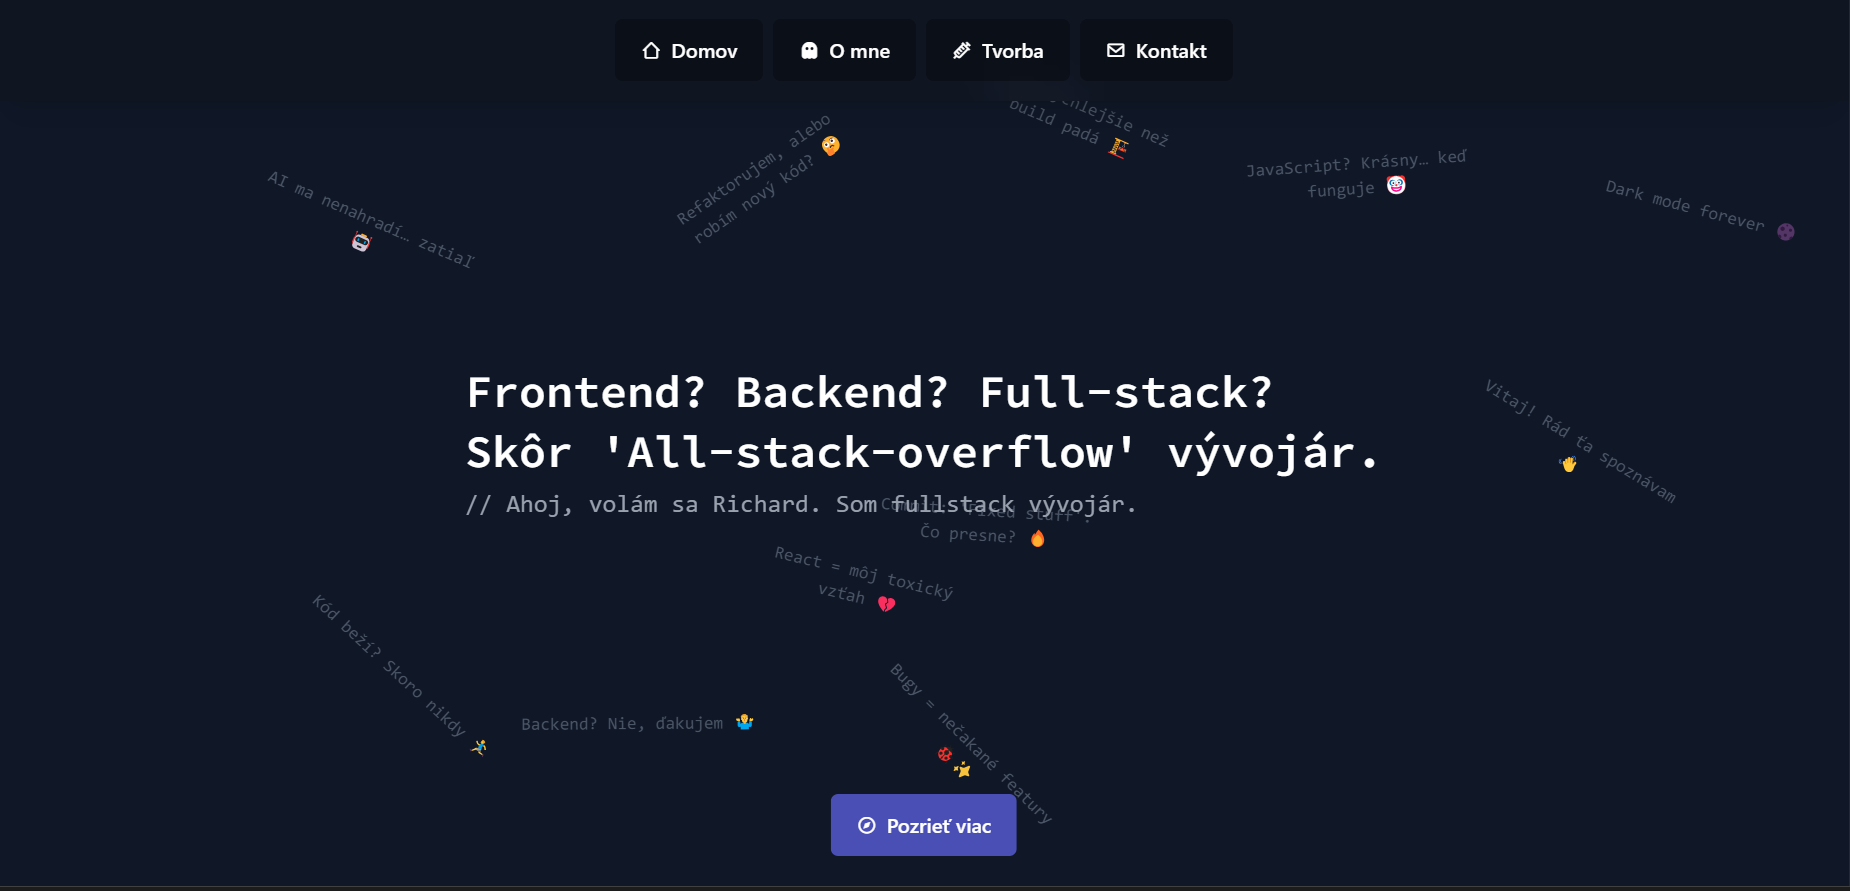 Domov
O mne
Tvorba
Kontakt
než
build padá 🏗️
Refaktorujem, alebo
robím nový kód? 🤔
JavaScript? Krásny… keď
funguje 🤡
AI ma nenahradí… zatiaľ
🤖
Dark mode forever 🌑
Frontend? Backend? Full-stack?
Skôr 'All-stack-overflow' vývojár.
Vitaj! Rád ťa spoznávam
👋
// Ahoj, volám sa Richard. Som fullstack vývojár.
Commit: "Fixed stuff".
Čo presne? 🔥
React = môj toxický
vzťah 💔
Kód beží? Skoro nikdy 🏃‍♂️
Backend? Nie, ďakujem 🤷‍♂️
Bugy = nečakané featury
🐞✨
Pozrieť viac